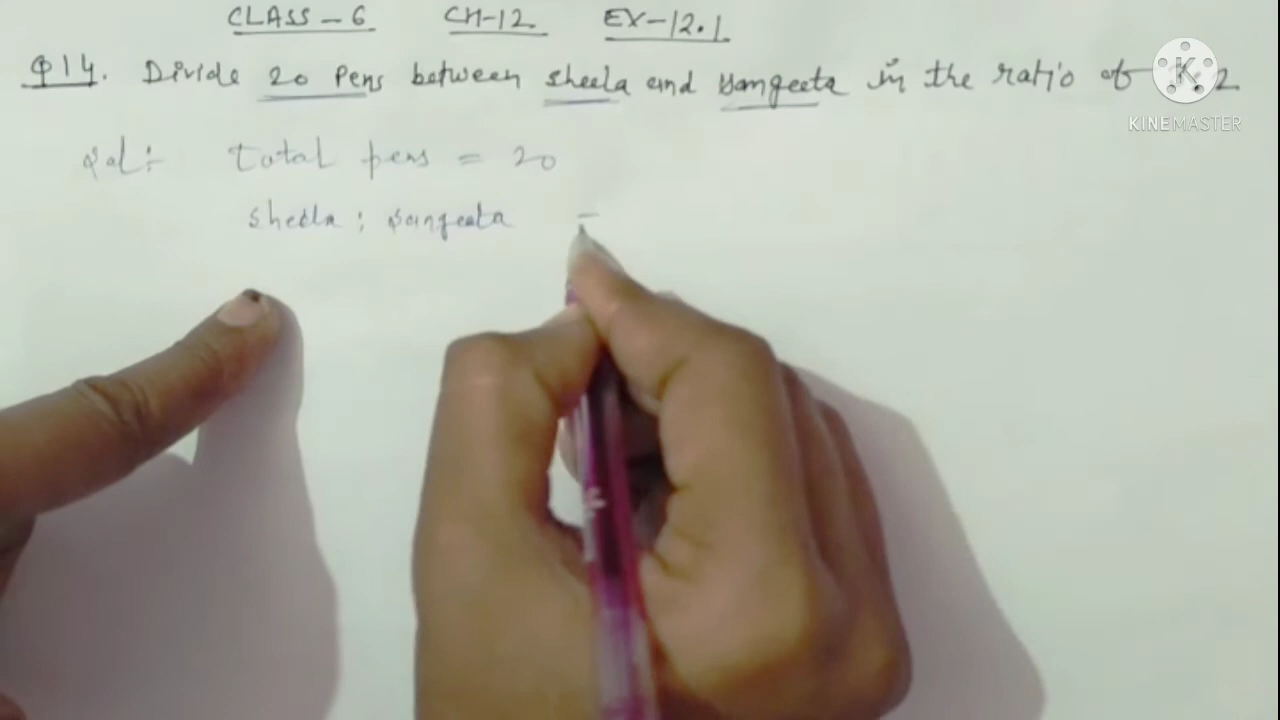 CLASS - 6 CH-12 EX-12.1
Q14. Divide 20 Pens between Sheela and Sangeeta in the ratio of 2
Sol:- Total pens = 20
Sheela : Sangeeta
K
KINEMASTER